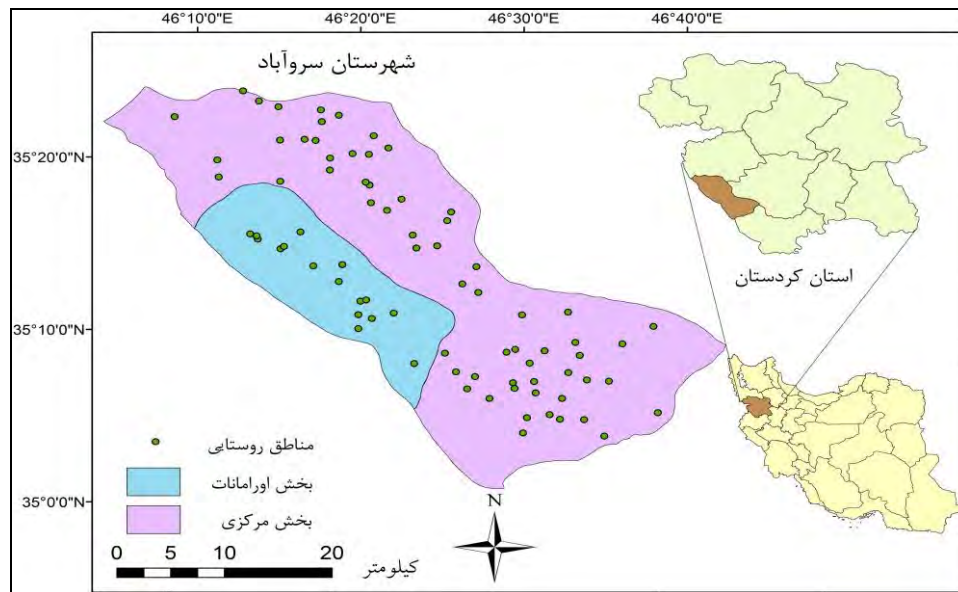 46°10'0"E 46°20'0"E 46°30'0"E 46°40'0"E
شهرستان سروآباد
35°20'0"N
استان کردستان
35°10'0"N
مناطق روستایی
بخش اورامانات
35°0'0"N
بخش مرکزی
N
0 5 10 20
کیلومتر